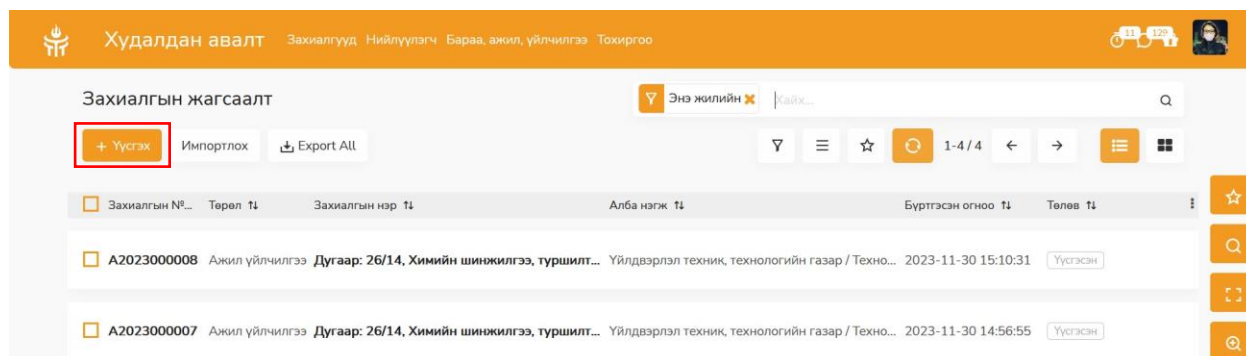 Худалдан авалт Захиалгууд Нийлүүлэгч Бараа, ажил, үйлчилгээ Тохиргоо 11 129
Захиалгын жагсаалт Энэ жилийн Хайх...
+ Үүсгэх Импортлох Export All 1-4 / 4
Захиалгын №... Төрөл Захиалгын нэр Алба нэгж Бүртгэсэн огноо Төлөв
A2023000008 Ажил үйлчилгээ Дугаар: 26/14, Химийн шинжилгээ, туршилт... Үйлдвэрлэл техник, технологийн газар / Техно... 2023-11-30 15:10:31 Үүсгэсэн
A2023000007 Ажил үйлчилгээ Дугаар: 26/14, Химийн шинжилгээ, туршилт... Үйлдвэрлэл техник, технологийн газар / Техно... 2023-11-30 14:56:55 Үүсгэсэн